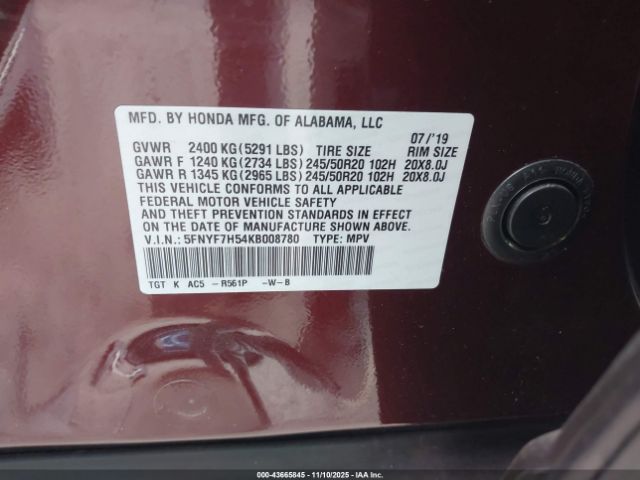 MFD. BY HONDA MFG. OF ALABAMA, LLC 07/'19
GVWR 2400 KG(5291 LBS) TIRE SIZE RIM SIZE
GAWR F 1240 KG(2734 LBS) 245/50R20 102H 20X8.0J
GAWR R 1345 KG(2965 LBS) 245/50R20 102H 20X8.0J
THIS VEHICLE CONFORMS TO ALL APPLICABLE
FEDERAL MOTOR VEHICLE SAFETY
AND THEFT PREVENTION STANDARDS IN EFFECT
ON THE DATE OF MANUFACTURE SHOWN ABOVE.
V.I.N.: 5FNYF7H54KB008780 TYPE: MPV
TGT K AC5 -R561P -W-B
000-43665845 - 11/10/2025 - IAA Inc.